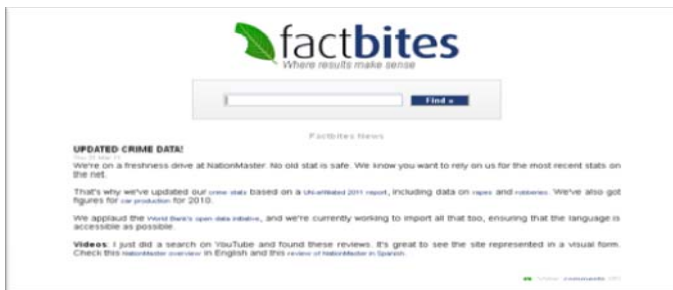 factbites
Where results make sense
Find »
Factbites News
UPDATED CRIME DATA!
We're on a freshness drive at NationMaster. No old stat is safe. We know you want to rely on us for the most recent stats on
the net.
That's why we've updated our crime stats based on a UN-affiliated 2011 report, including data on rapes and robberies. We've also got
figures for car production for 2010.
We applaud the World Bank's open data initiative, and we're currently working to import all that too, ensuring that the language is
accessible as possible.
Videos: I just did a search on YouTube and found these reviews. It's great to see the site represented in a visual form.
Check this NationMaster overview in English and this review of NationMaster in Spanish.
View comments